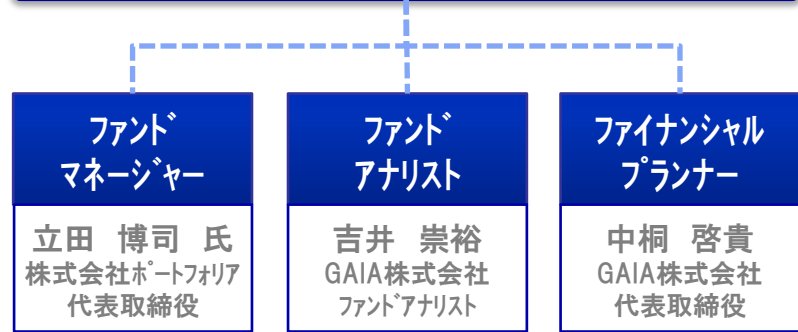 ファンド
マネージャー
ファンド
アナリスト
ファイナンシャル
プランナー
立田 博司 氏
株式会社ポートフォリア
代表取締役
吉井 崇裕
GAIA株式会社
ファンドアナリスト
中桐 啓貴
GAIA株式会社
代表取締役